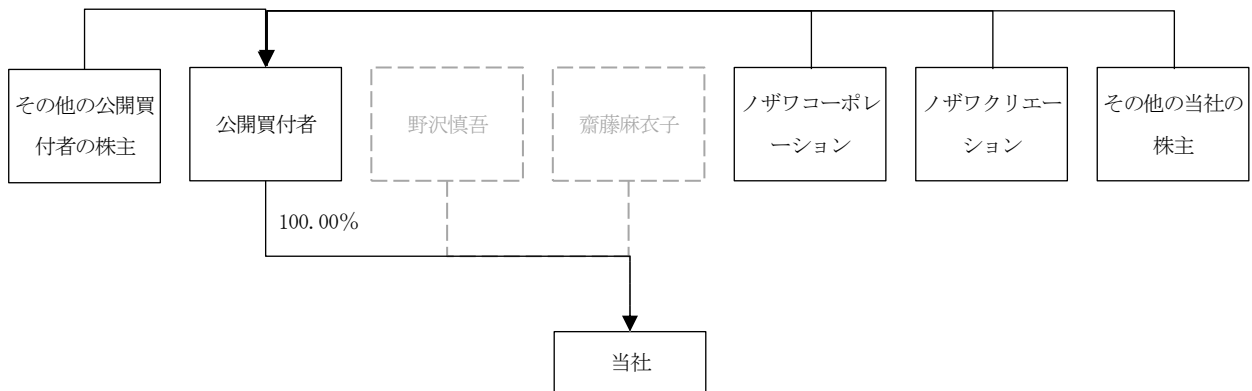 その他の公開買
付者の株主
公開買付者
野沢慎吾
齋藤麻衣子
ノザワコーポレ
ーション
ノザワクリエー
ション
その他の当社の
株主
100.00%
当社